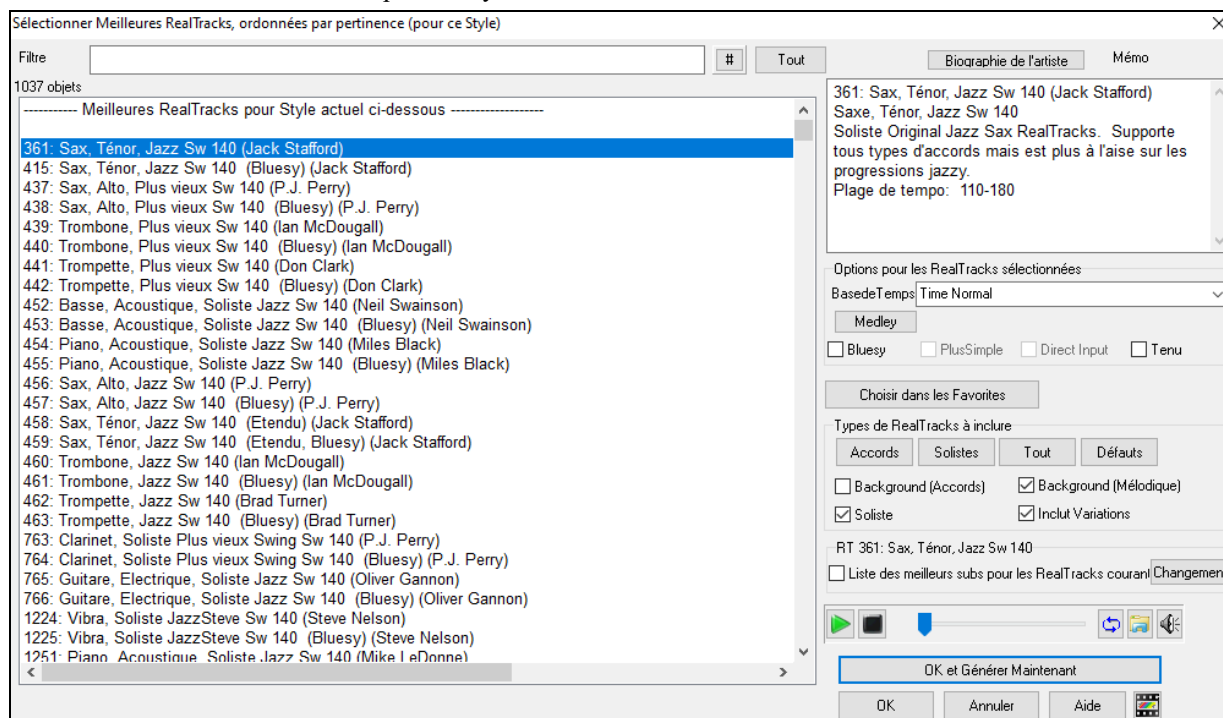 Sélectionner Meilleures RealTracks, ordonnées par pertinence (pour ce Style)
Filtre
#
Tout
Biographie de l'artiste
Mémo
1037 objets
----------- Meilleures RealTracks pour Style actuel ci-dessous -------------------
361: Sax, Ténor, Jazz Sw 140 (Jack Stafford)
415: Sax, Ténor, Jazz Sw 140 (Bluesy) (Jack Stafford)
437: Sax, Alto, Plus vieux Sw 140 (P.J. Perry)
438: Sax, Alto, Plus vieux Sw 140 (Bluesy) (P.J. Perry)
439: Trombone, Plus vieux Sw 140 (Ian McDougall)
440: Trombone, Plus vieux Sw 140 (Bluesy) (Ian McDougall)
441: Trompette, Plus vieux Sw 140 (Don Clark)
442: Trompette, Plus vieux Sw 140 (Bluesy) (Don Clark)
452: Basse, Acoustique, Soliste Jazz Sw 140 (Neil Swainson)
453: Basse, Acoustique, Soliste Jazz Sw 140 (Bluesy) (Neil Swainson)
454: Piano, Acoustique, Soliste Jazz Sw 140 (Miles Black)
455: Piano, Acoustique, Soliste Jazz Sw 140 (Bluesy) (Miles Black)
456: Sax, Alto, Jazz Sw 140 (P.J. Perry)
457: Sax, Alto, Jazz Sw 140 (Bluesy) (P.J. Perry)
458: Sax, Ténor, Jazz Sw 140 (Etendu) (Jack Stafford)
459: Sax, Ténor, Jazz Sw 140 (Etendu, Bluesy) (Jack Stafford)
460: Trombone, Jazz Sw 140 (Ian McDougall)
461: Trombone, Jazz Sw 140 (Bluesy) (Ian McDougall)
462: Trompette, Jazz Sw 140 (Brad Turner)
463: Trompette, Jazz Sw 140 (Bluesy) (Brad Turner)
763: Clarinet, Soliste Plus vieux Swing Sw 140 (P.J. Perry)
764: Clarinet, Soliste Plus vieux Swing Sw 140 (Bluesy) (P.J. Perry)
765: Guitare, Electrique, Soliste Jazz Sw 140 (Oliver Gannon)
766: Guitare, Electrique, Soliste Jazz Sw 140 (Bluesy) (Oliver Gannon)
1224: Vibra, Soliste JazzSteve Sw 140 (Steve Nelson)
1225: Vibra, Soliste JazzSteve Sw 140 (Bluesy) (Steve Nelson)
1251: Piano, Acoustique, Soliste Jazz Sw 140 (Mike LeDonne)
361: Sax, Ténor, Jazz Sw 140 (Jack Stafford)
Saxe, Ténor, Jazz Sw 140
Soliste Original Jazz Sax RealTracks. Supporte
tous types d'accords mais est plus à l'aise sur les
progressions jazzy.
Plage de tempo: 110-180
Options pour les RealTracks sélectionnées
BasedeTemps Time Normal
Medley
Bluesy PlusSimple Direct Input Tenu
Choisir dans les Favorites
Types de RealTracks à inclure
Accords Solistes Tout Défauts
Background (Accords) Background (Mélodique)
Soliste Inclut Variations
RT 361: Sax, Ténor, Jazz Sw 140
Liste des meilleurs subs pour les RealTracks courant Changemen
OK et Générer Maintenant
OK Annuler Aide